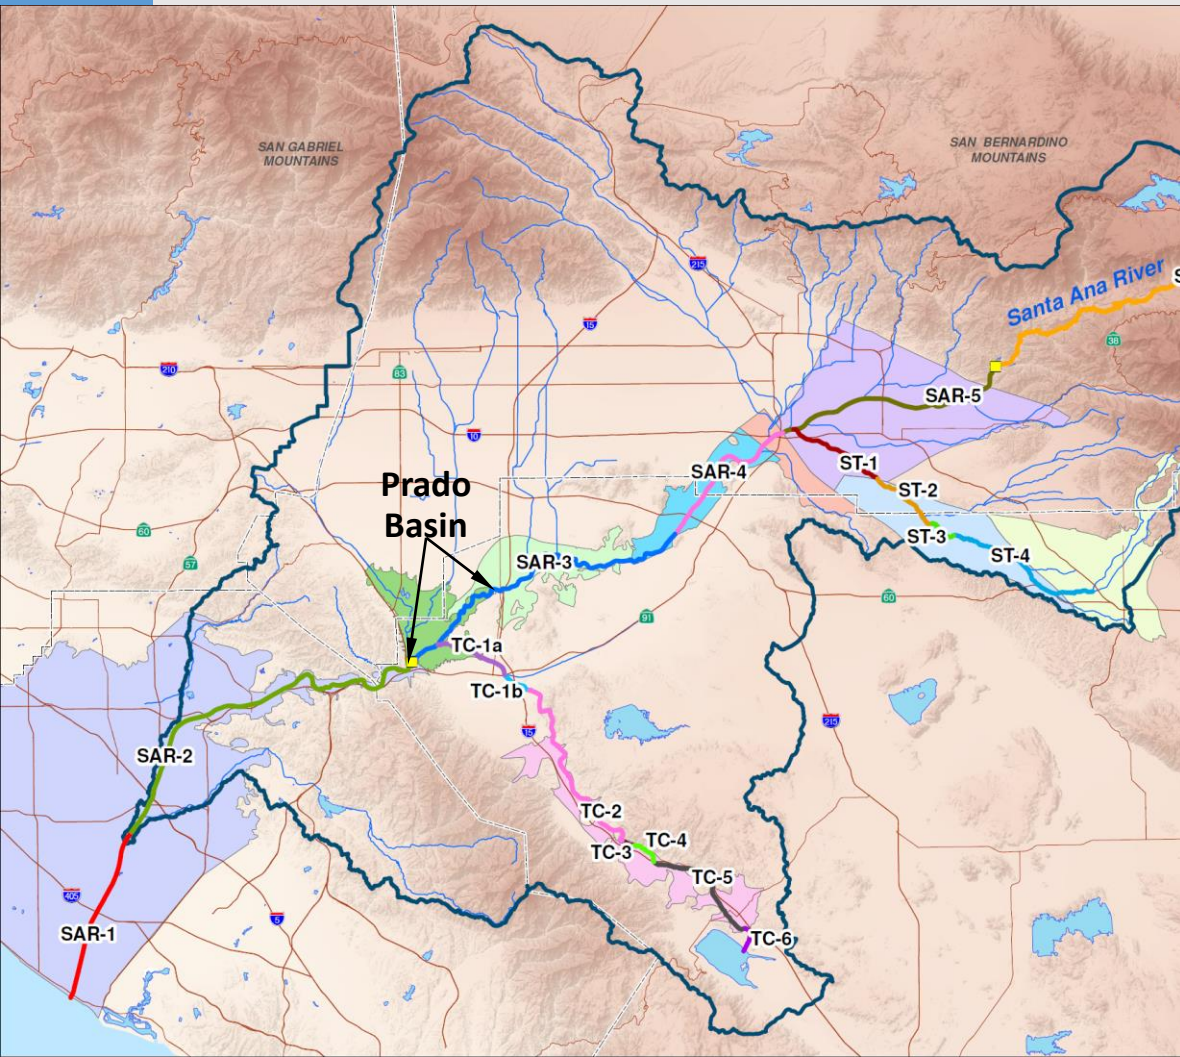 SAN GABRIEL
MOUNTAINS
SAN BERNARDINO
MOUNTAINS
215
Santa Ana River
S
15
38
210
83
SAR-5
10
ST-1
SAR-4
Prado
Basin
ST-2
60
ST-3
57
ST-4
SAR-3
60
91
TC-1a
TC-1b
215
15
SAR-2
TC-2
TC-4
TC-3
TC-5
405
5
SAR-1
TC-6